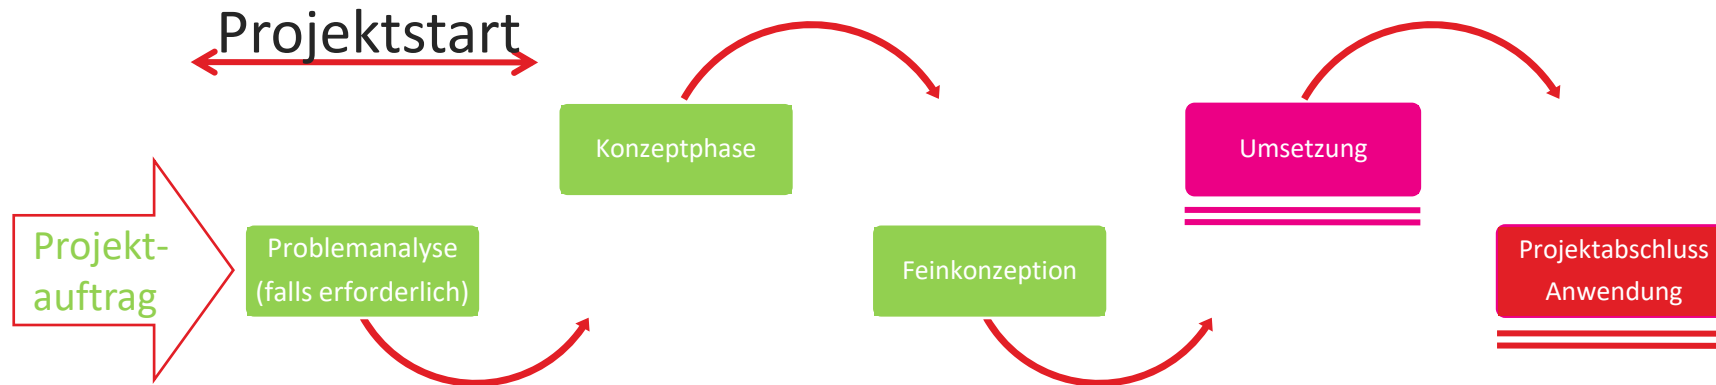 Projektstart
Projekt-
auftrag
Problemanalyse
(falls erforderlich)
Konzeptphase
Feinkonzeption
Umsetzung
Projektabschluss
Anwendung